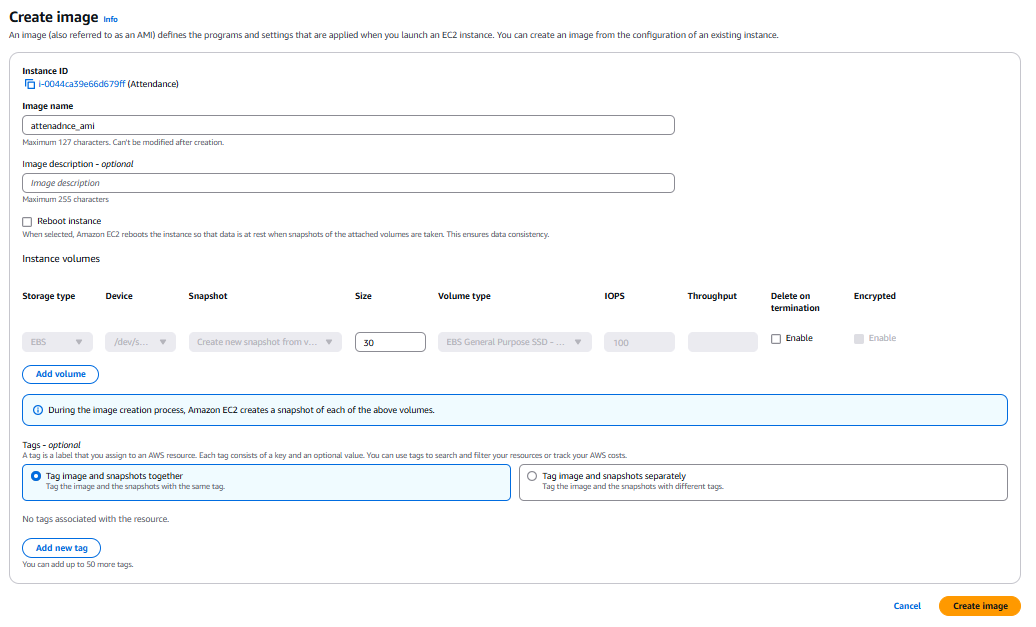 Create image Info
An image (also referred to as an AMI) defines the programs and settings that are applied when you launch an EC2 instance. You can create an image from the configuration of an existing instance.
Instance ID
i-0044ca39e66d679ff (Attendance)
Image name
attenadnce_ami
Maximum 127 characters. Can't be modified after creation.
Image description - optional
Image description
Maximum 255 characters
Reboot instance
When selected, Amazon EC2 reboots the instance so that data is at rest when snapshots of the attached volumes are taken. This ensures data consistency.
Instance volumes
Storage type Device Snapshot Size Volume type IOPS Throughput Delete on termination Encrypted
EBS /dev/s... Create new snapshot from v... 30 EBS General Purpose SSD - ... 100 Enable Enable
Add volume
During the image creation process, Amazon EC2 creates a snapshot of each of the above volumes.
Tags - optional
A tag is a label that you assign to an AWS resource. Each tag consists of a key and an optional value. You can use tags to search and filter your resources or track your AWS costs.
Tag image and snapshots together
Tag the image and the snapshots with the same tag.
Tag image and snapshots separately
Tag the image and the snapshots with different tags.
No tags associated with the resource.
Add new tag
You can add up to 50 more tags.
Cancel Create image